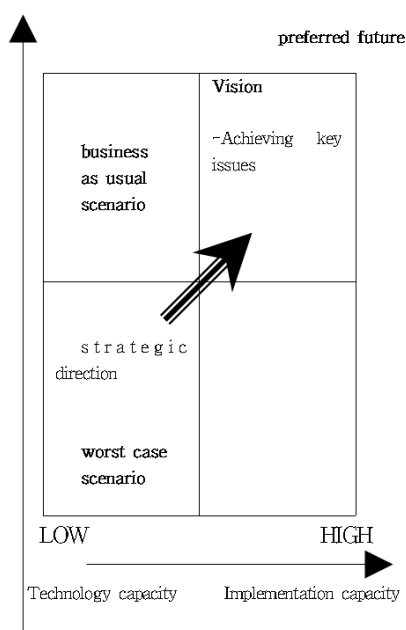 preferred future
Vision
-Achieving key
issues
business
as usual
scenario
strategic
direction
worst case
scenario
LOW HIGH
Technology capacity Implementation capacity